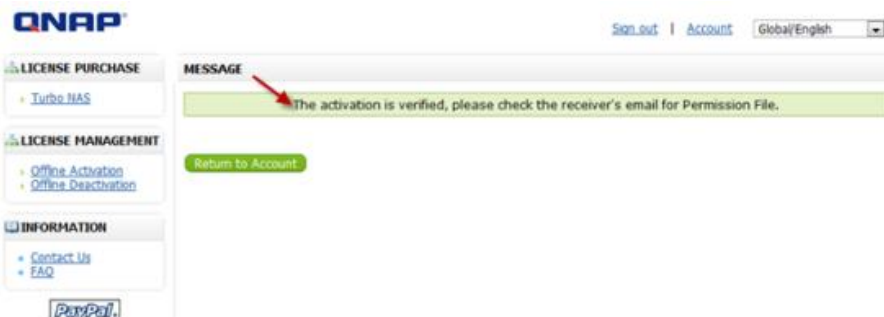 QNAP
Sign out | Account Global/English
LICENSE PURCHASE
Turbo NAS
LICENSE MANAGEMENT
Offline Activation
Offline Deactivation
INFORMATION
Contact Us
FAQ
PayPal.
MESSAGE
The activation is verified, please check the receiver's email for Permission File.
Return to Account